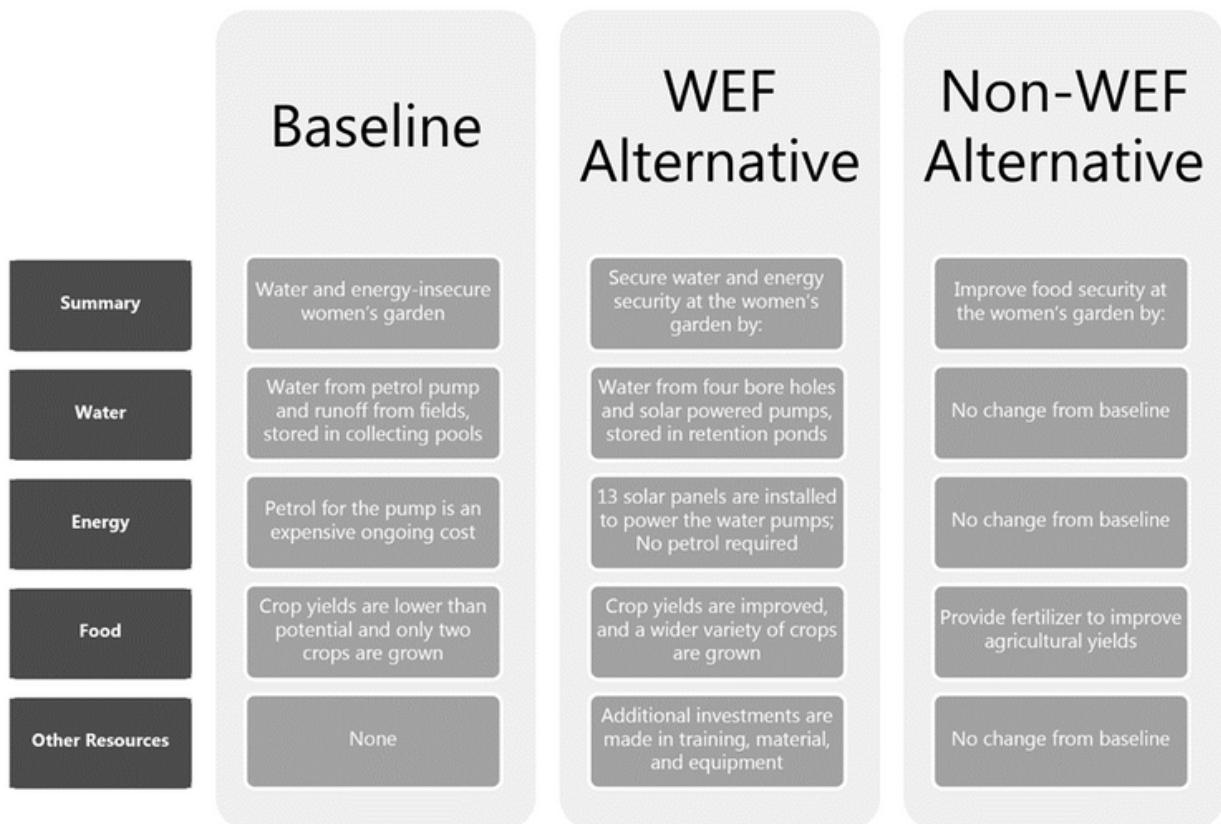 Baseline
WEF
Alternative
Non-WEF
Alternative
Summary
Water and energy-insecure
women's garden
Secure water and energy
security at the women's
garden by:
Improve food security at
the women's garden by:
Water
Water from petrol pump
and runoff from fields,
stored in collecting pools
Water from four bore holes
and solar powered pumps,
stored in retention ponds
No change from baseline
Energy
Petrol for the pump is an
expensive ongoing cost
13 solar panels are installed
to power the water pumps;
No petrol required
No change from baseline
Food
Crop yields are lower than
potential and only two
crops are grown
Crop yields are improved,
and a wider variety of crops
are grown
Provide fertilizer to improve
agricultural yields
Other Resources
None
Additional investments are
made in training, material,
and equipment
No change from baseline